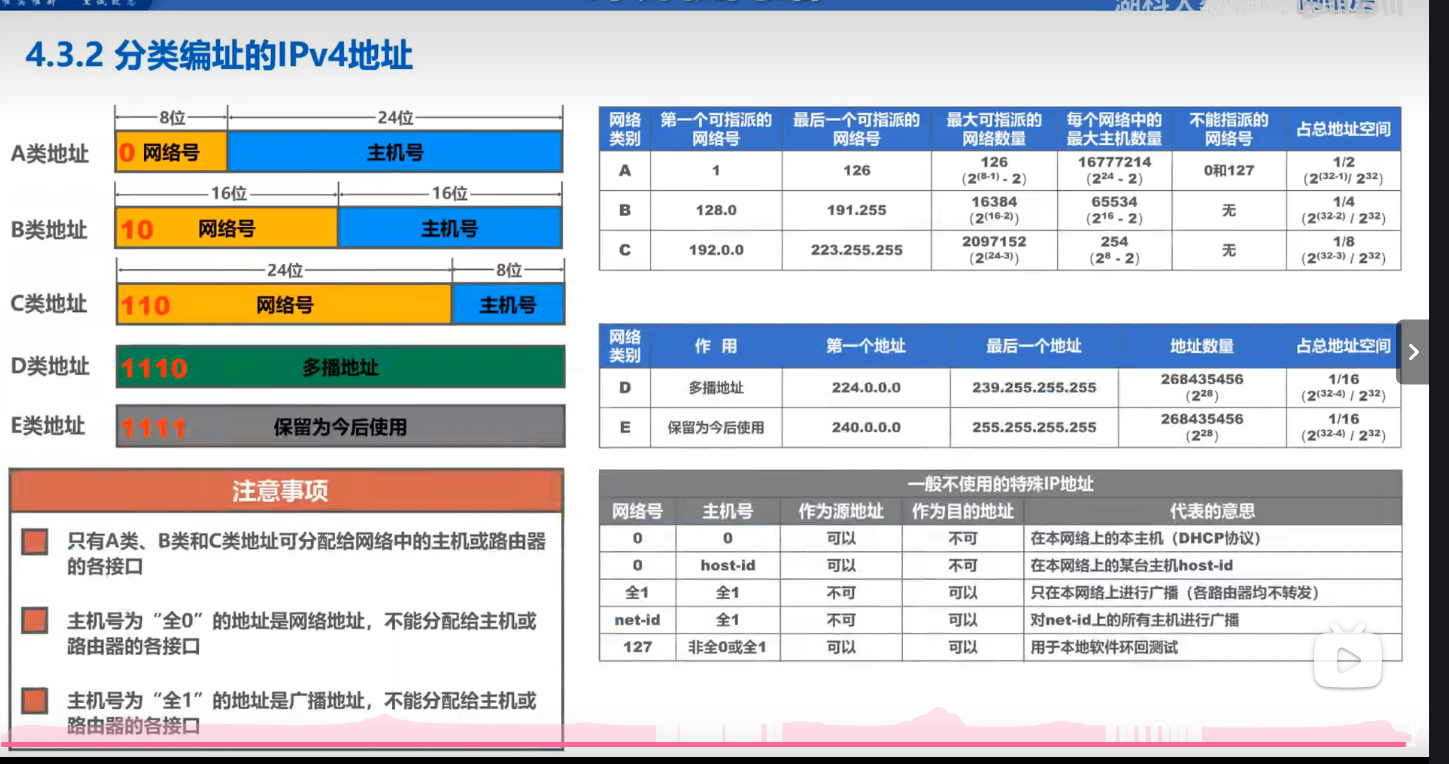 4.3.2 分类编址的IPv4地址
8位 24位
A类地址 0 网络号 主机号
16位 16位
B类地址 10 网络号 主机号
24位 8位
C类地址 110 网络号 主机号
D类地址 1110 多播地址
E类地址 1111 保留为今后使用
注意事项
只有A类、B类和C类地址可分配给网络中的主机或路由器
的各接口
主机号为“全0”的地址是网络地址，不能分配给主机或
路由器的各接口
主机号为“全1”的地址是广播地址，不能分配给主机或
路由器的各接口
网络类别 第一个可指派的网络号 最后一个可指派的网络号 最大可指派的网络数量 每个网络中的最大主机数量 不能指派的网络号 占总地址空间
A 1 126 126 (2^(8-1) - 2) 16777214 (2^24 - 2) 0和127 1/2 (2^(32-1)/ 2^32)
B 128.0 191.255 16384 (2^(16-2)) 65534 (2^16 - 2) 无 1/4 (2^(32-2) / 2^32)
C 192.0.0 223.255.255 2097152 (2^(24-3)) 254 (2^8 - 2) 无 1/8 (2^(32-3) / 2^32)
网络类别 作 用 第一个地址 最后一个地址 地址数量 占总地址空间
D 多播地址 224.0.0.0 239.255.255.255 268435456 (2^28) 1/16 (2^(32-4) / 2^32)
E 保留为今后使用 240.0.0.0 255.255.255.255 268435456 (2^28) 1/16 (2^(32-4) / 2^32)
一般不使用的特殊IP地址
网络号 主机号 作为源地址 作为目的地址 代表的意思
0 0 可以 不可 在本网络上的本主机（DHCP协议）
0 host-id 可以 不可 在本网络上的某台主机host-id
全1 全1 不可 可以 只在本网络上进行广播（各路由器均不转发）
net-id 全1 不可 可以 对net-id上的所有主机进行广播
127 非全0或全1 可以 可以 用于本地软件环回测试